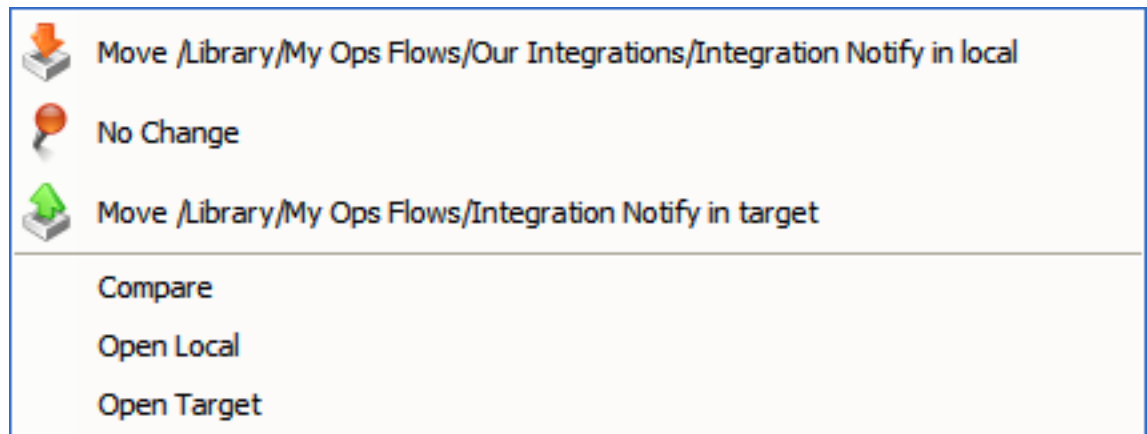 Move /Library/My Ops Flows/Our Integrations/Integration Notify in local
No Change
Move /Library/My Ops Flows/Integration Notify in target
Compare
Open Local
Open Target